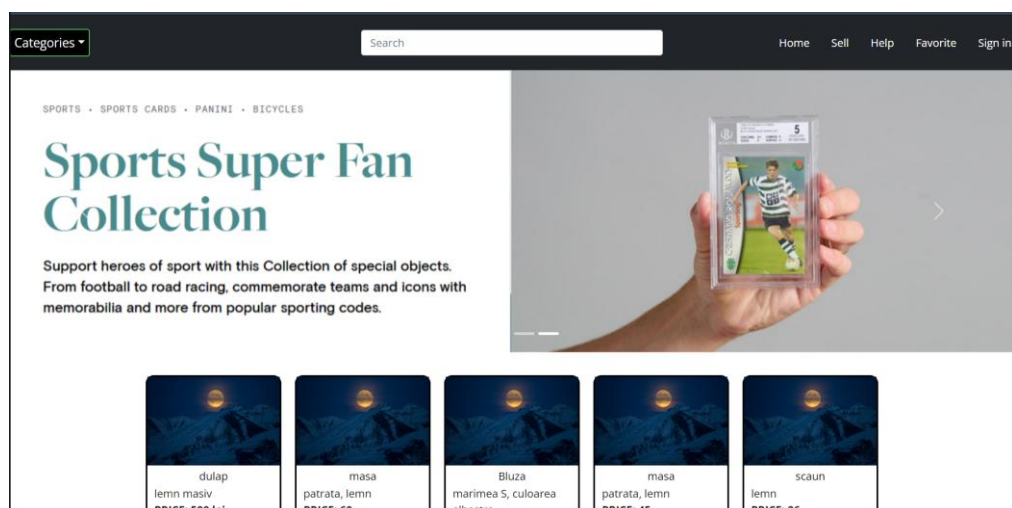 Categories
Search
Home Sell Help Favorite Sign in
SPORTS • SPORTS CARDS • PANINI • BICYCLES
Sports Super Fan
Collection
Support heroes of sport with this Collection of special objects.
From football to road racing, commemorate teams and icons with
memorabilia and more from popular sporting codes.
5
dulap
lemn masiv
masa
patrata, lemn
Bluza
marimea S, culoarea
masa
patrata, lemn
scaun
lemn